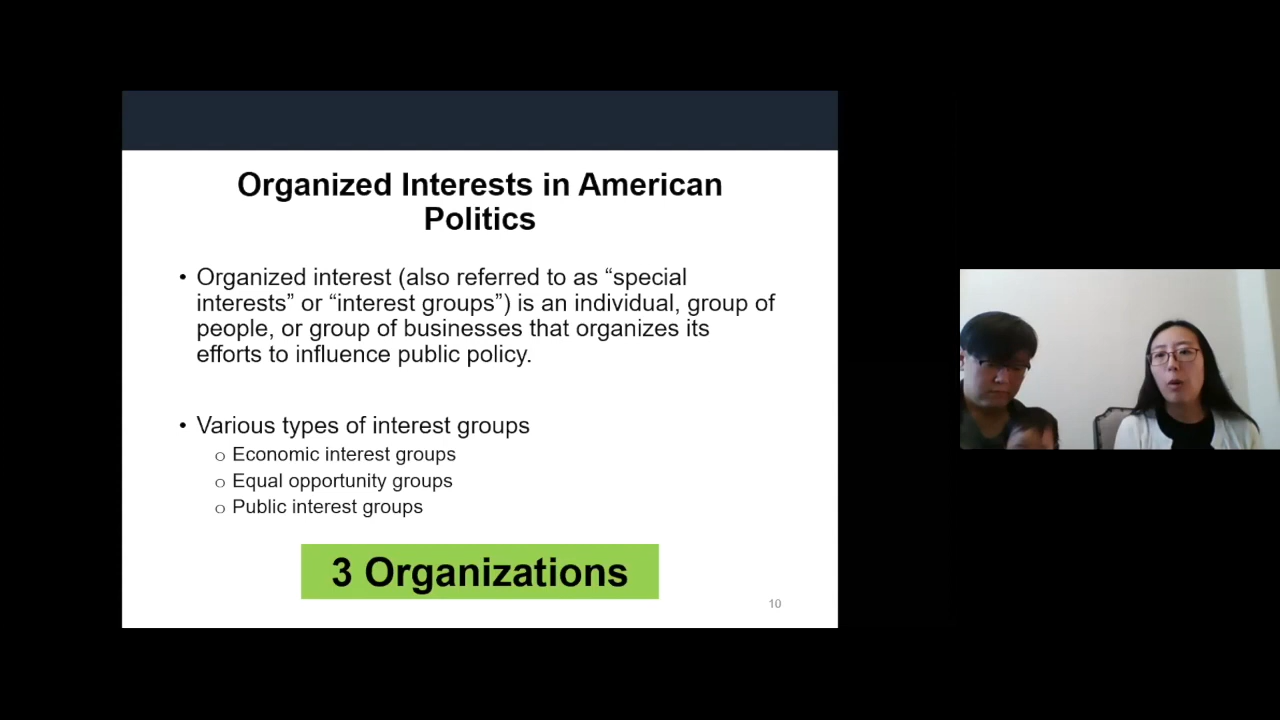 Organized Interests in American
Politics
• Organized interest (also referred to as “special
interests” or “interest groups”) is an individual, group of
people, or group of businesses that organizes its
efforts to influence public policy.
• Various types of interest groups
o Economic interest groups
o Equal opportunity groups
o Public interest groups
3 Organizations
10